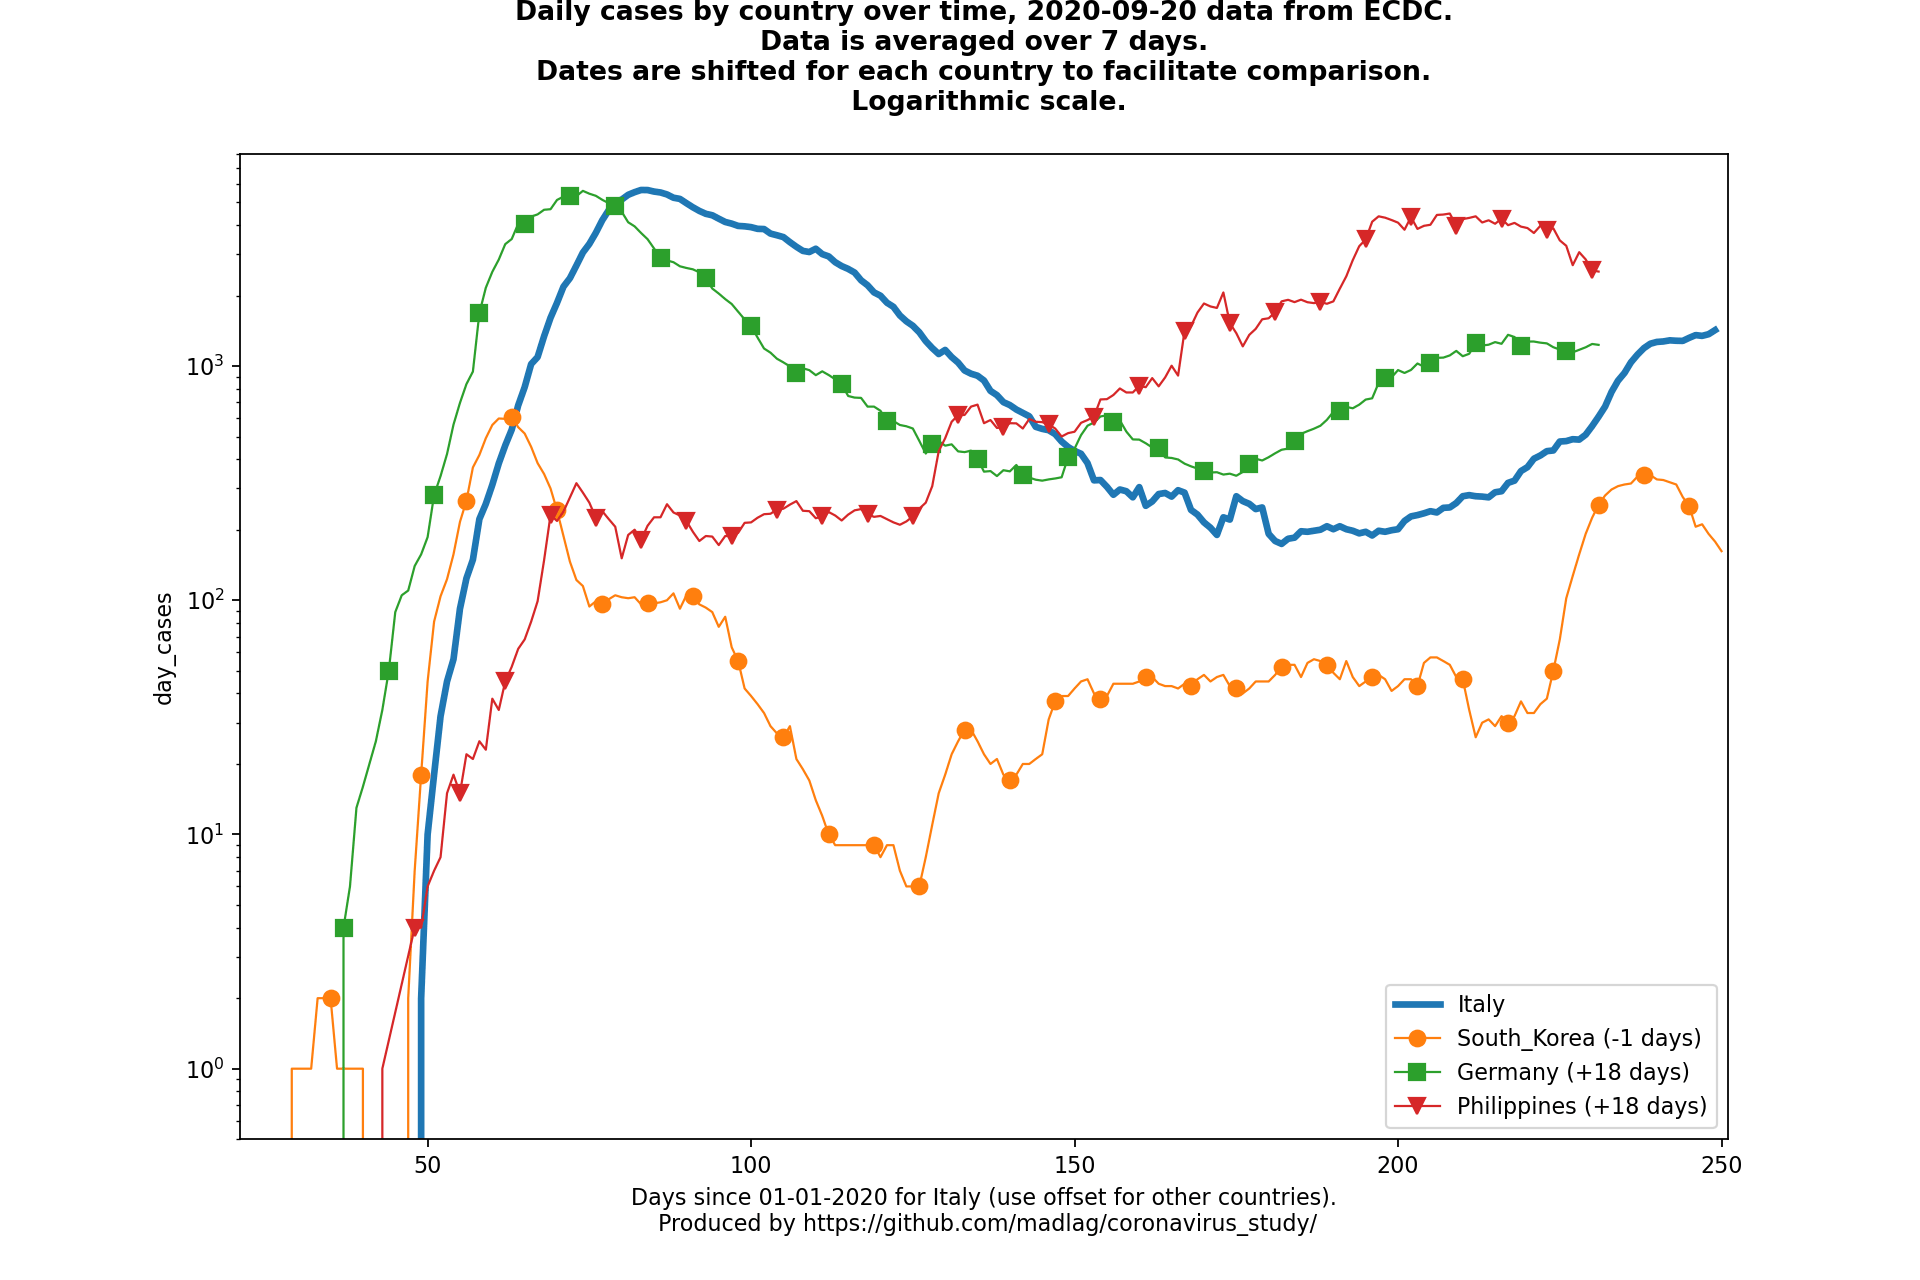 Daily cases by country over time, 2020-09-20 data from ECDC.
Data is averaged over 7 days.
Dates are shifted for each country to facilitate comparison.
Logarithmic scale.
day_cases
10³
10²
10¹
10⁰
Italy
South_Korea (-1 days)
Germany (+18 days)
Philippines (+18 days)
50 100 150 200 250
Days since 01-01-2020 for Italy (use offset for other countries).
Produced by https://github.com/madlag/coronavirus_study/